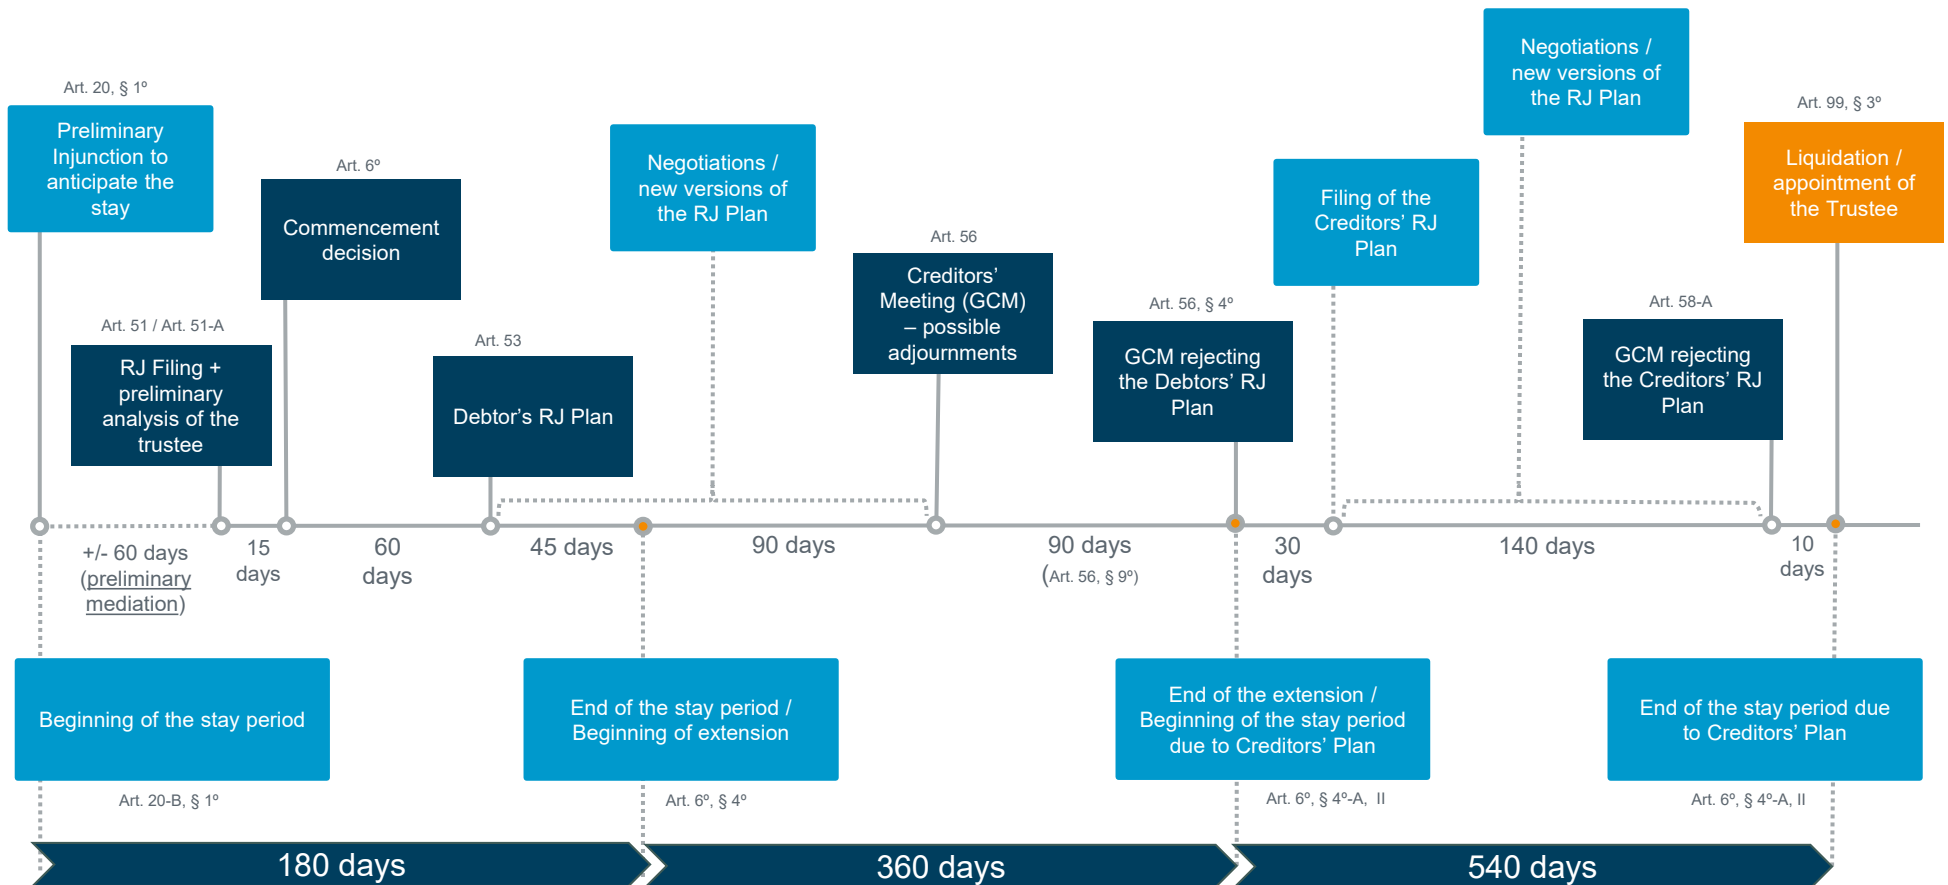 Art. 20, § 1º
Preliminary
Injunction to
anticipate the
stay
Art. 51 / Art. 51-A
RJ Filing +
preliminary
analysis of the
trustee
Art. 6º
Commencement
decision
Art. 53
Debtor’s RJ Plan
Negotiations /
new versions of
the RJ Plan
Art. 56
Creditors’
Meeting (GCM)
– possible
adjournments
Art. 56, § 4º
GCM rejecting
the Debtors’ RJ
Plan
Filing of the
Creditors’ RJ
Plan
Negotiations /
new versions of
the RJ Plan
Art. 58-A
GCM rejecting
the Creditors’ RJ
Plan
Art. 99, § 3º
Liquidation /
appointment of
the Trustee
+/- 60 days
(preliminary
mediation)
15
days
60
days
45 days
90 days
90 days
(Art. 56, § 9º)
30
days
140 days
10
days
Beginning of the stay period
Art. 20-B, § 1º
End of the stay period /
Beginning of extension
Art. 6º, § 4º
End of the extension /
Beginning of the stay period
due to Creditors’ Plan
Art. 6º, § 4º-A, II
End of the stay period due
to Creditors’ Plan
Art. 6º, § 4º-A, II
180 days
360 days
540 days